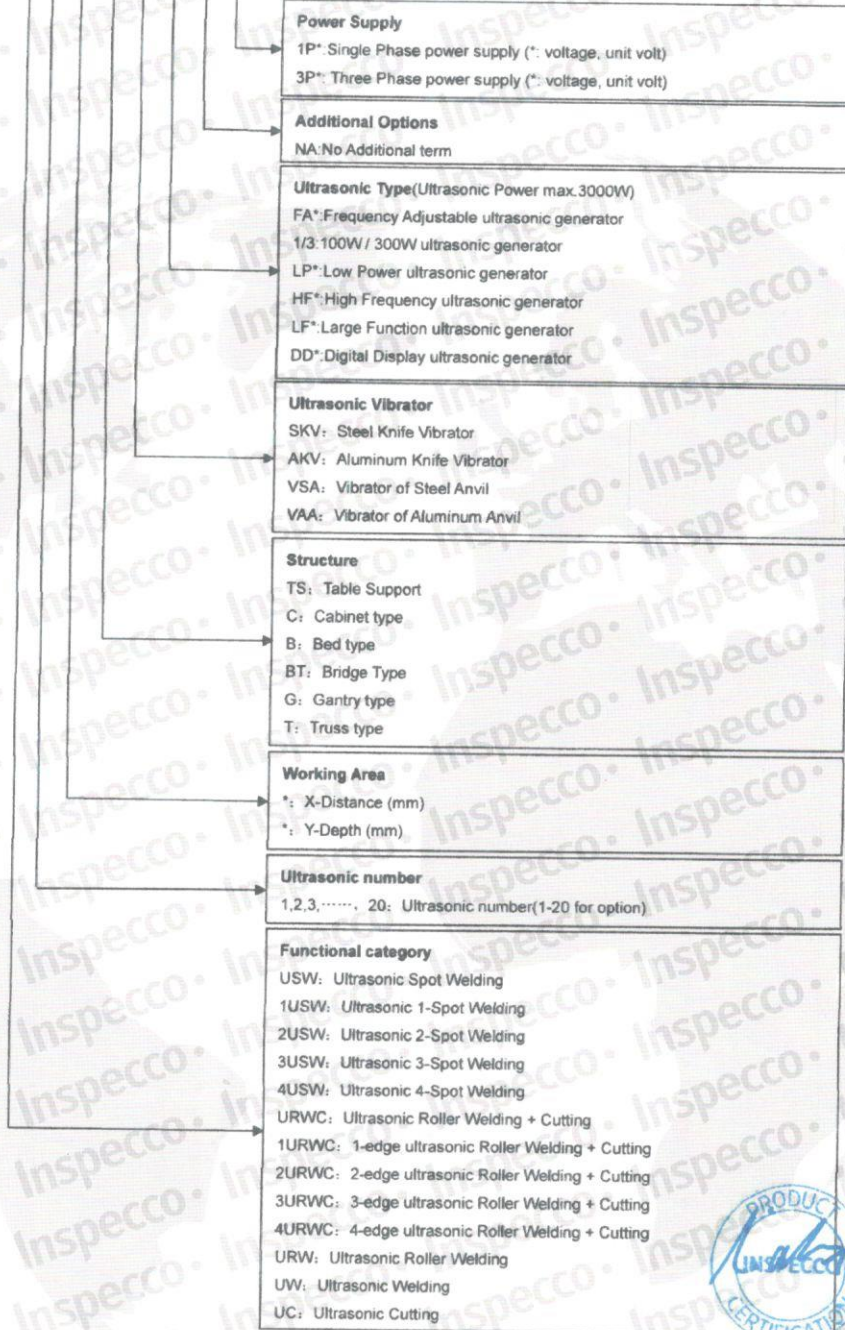 Power Supply
1P*:Single Phase power supply (*: voltage, unit volt)
3P*: Three Phase power supply (*: voltage, unit volt)
Additional Options
NA:No Additional term
Ultrasonic Type(Ultrasonic Power max.3000W)
FA*:Frequency Adjustable ultrasonic generator
1/3:100W / 300W ultrasonic generator
LP*:Low Power ultrasonic generator
HF*:High Frequency ultrasonic generator
LF*:Large Function ultrasonic generator
DD*:Digital Display ultrasonic generator
Ultrasonic Vibrator
SKV: Steel Knife Vibrator
AKV: Aluminum Knife Vibrator
VSA: Vibrator of Steel Anvil
VAA: Vibrator of Aluminum Anvil
Structure
TS: Table Support
C: Cabinet type
B: Bed type
BT: Bridge Type
G: Gantry type
T: Truss type
Working Area
*: X-Distance (mm)
*: Y-Depth (mm)
Ultrasonic number
1,2,3,······, 20: Ultrasonic number(1-20 for option)
Functional category
USW: Ultrasonic Spot Welding
1USW: Ultrasonic 1-Spot Welding
2USW: Ultrasonic 2-Spot Welding
3USW: Ultrasonic 3-Spot Welding
4USW: Ultrasonic 4-Spot Welding
URWC: Ultrasonic Roller Welding + Cutting
1URWC: 1-edge ultrasonic Roller Welding + Cutting
2URWC: 2-edge ultrasonic Roller Welding + Cutting
3URWC: 3-edge ultrasonic Roller Welding + Cutting
4URWC: 4-edge ultrasonic Roller Welding + Cutting
URW: Ultrasonic Roller Welding
UW: Ultrasonic Welding
UC: Ultrasonic Cutting
PRODUCT
INSPECCO
CERTIFICATION